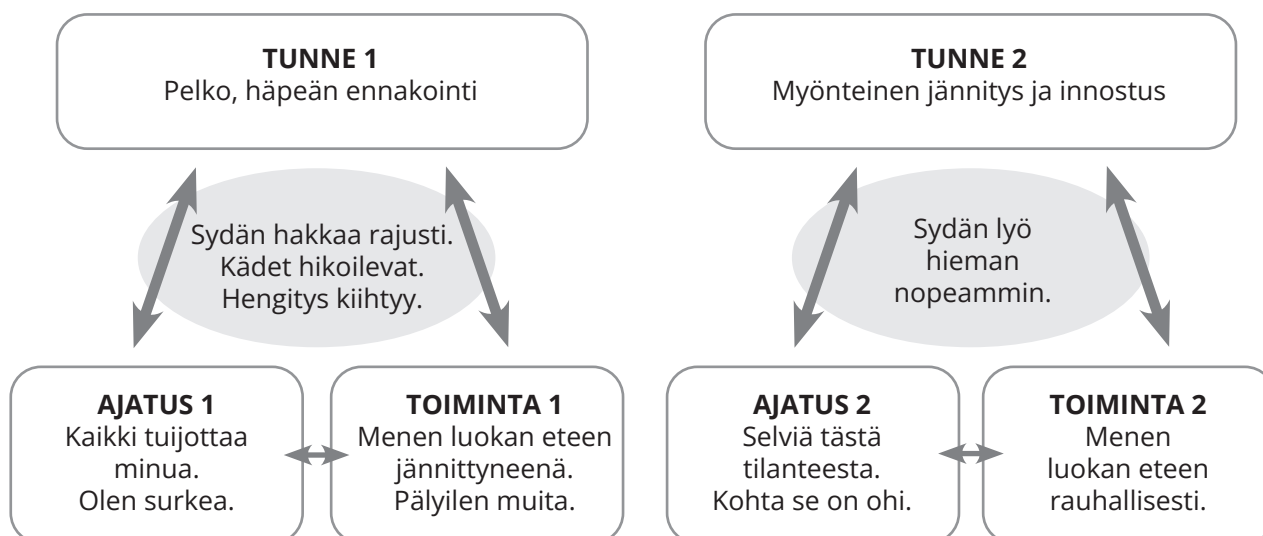 TUNNE 1
Pelko, häpeän ennakointi
Sydän hakkaa rajusti.
Kädet hikoilevat.
Hengitys kiihtyy.
AJATUS 1
Kaikki tuijottaa
minua.
Olen surkea.
TOIMINTA 1
Menen luokan eteen
jännittyneenä.
Pälyilen muita.
TUNNE 2
Myönteinen jännitys ja innostus
Sydän lyö
hieman
nopeammin.
AJATUS 2
Selviä tästä
tilanteesta.
Kohta se on ohi.
TOIMINTA 2
Menen
luokan eteen
rauhallisesti.